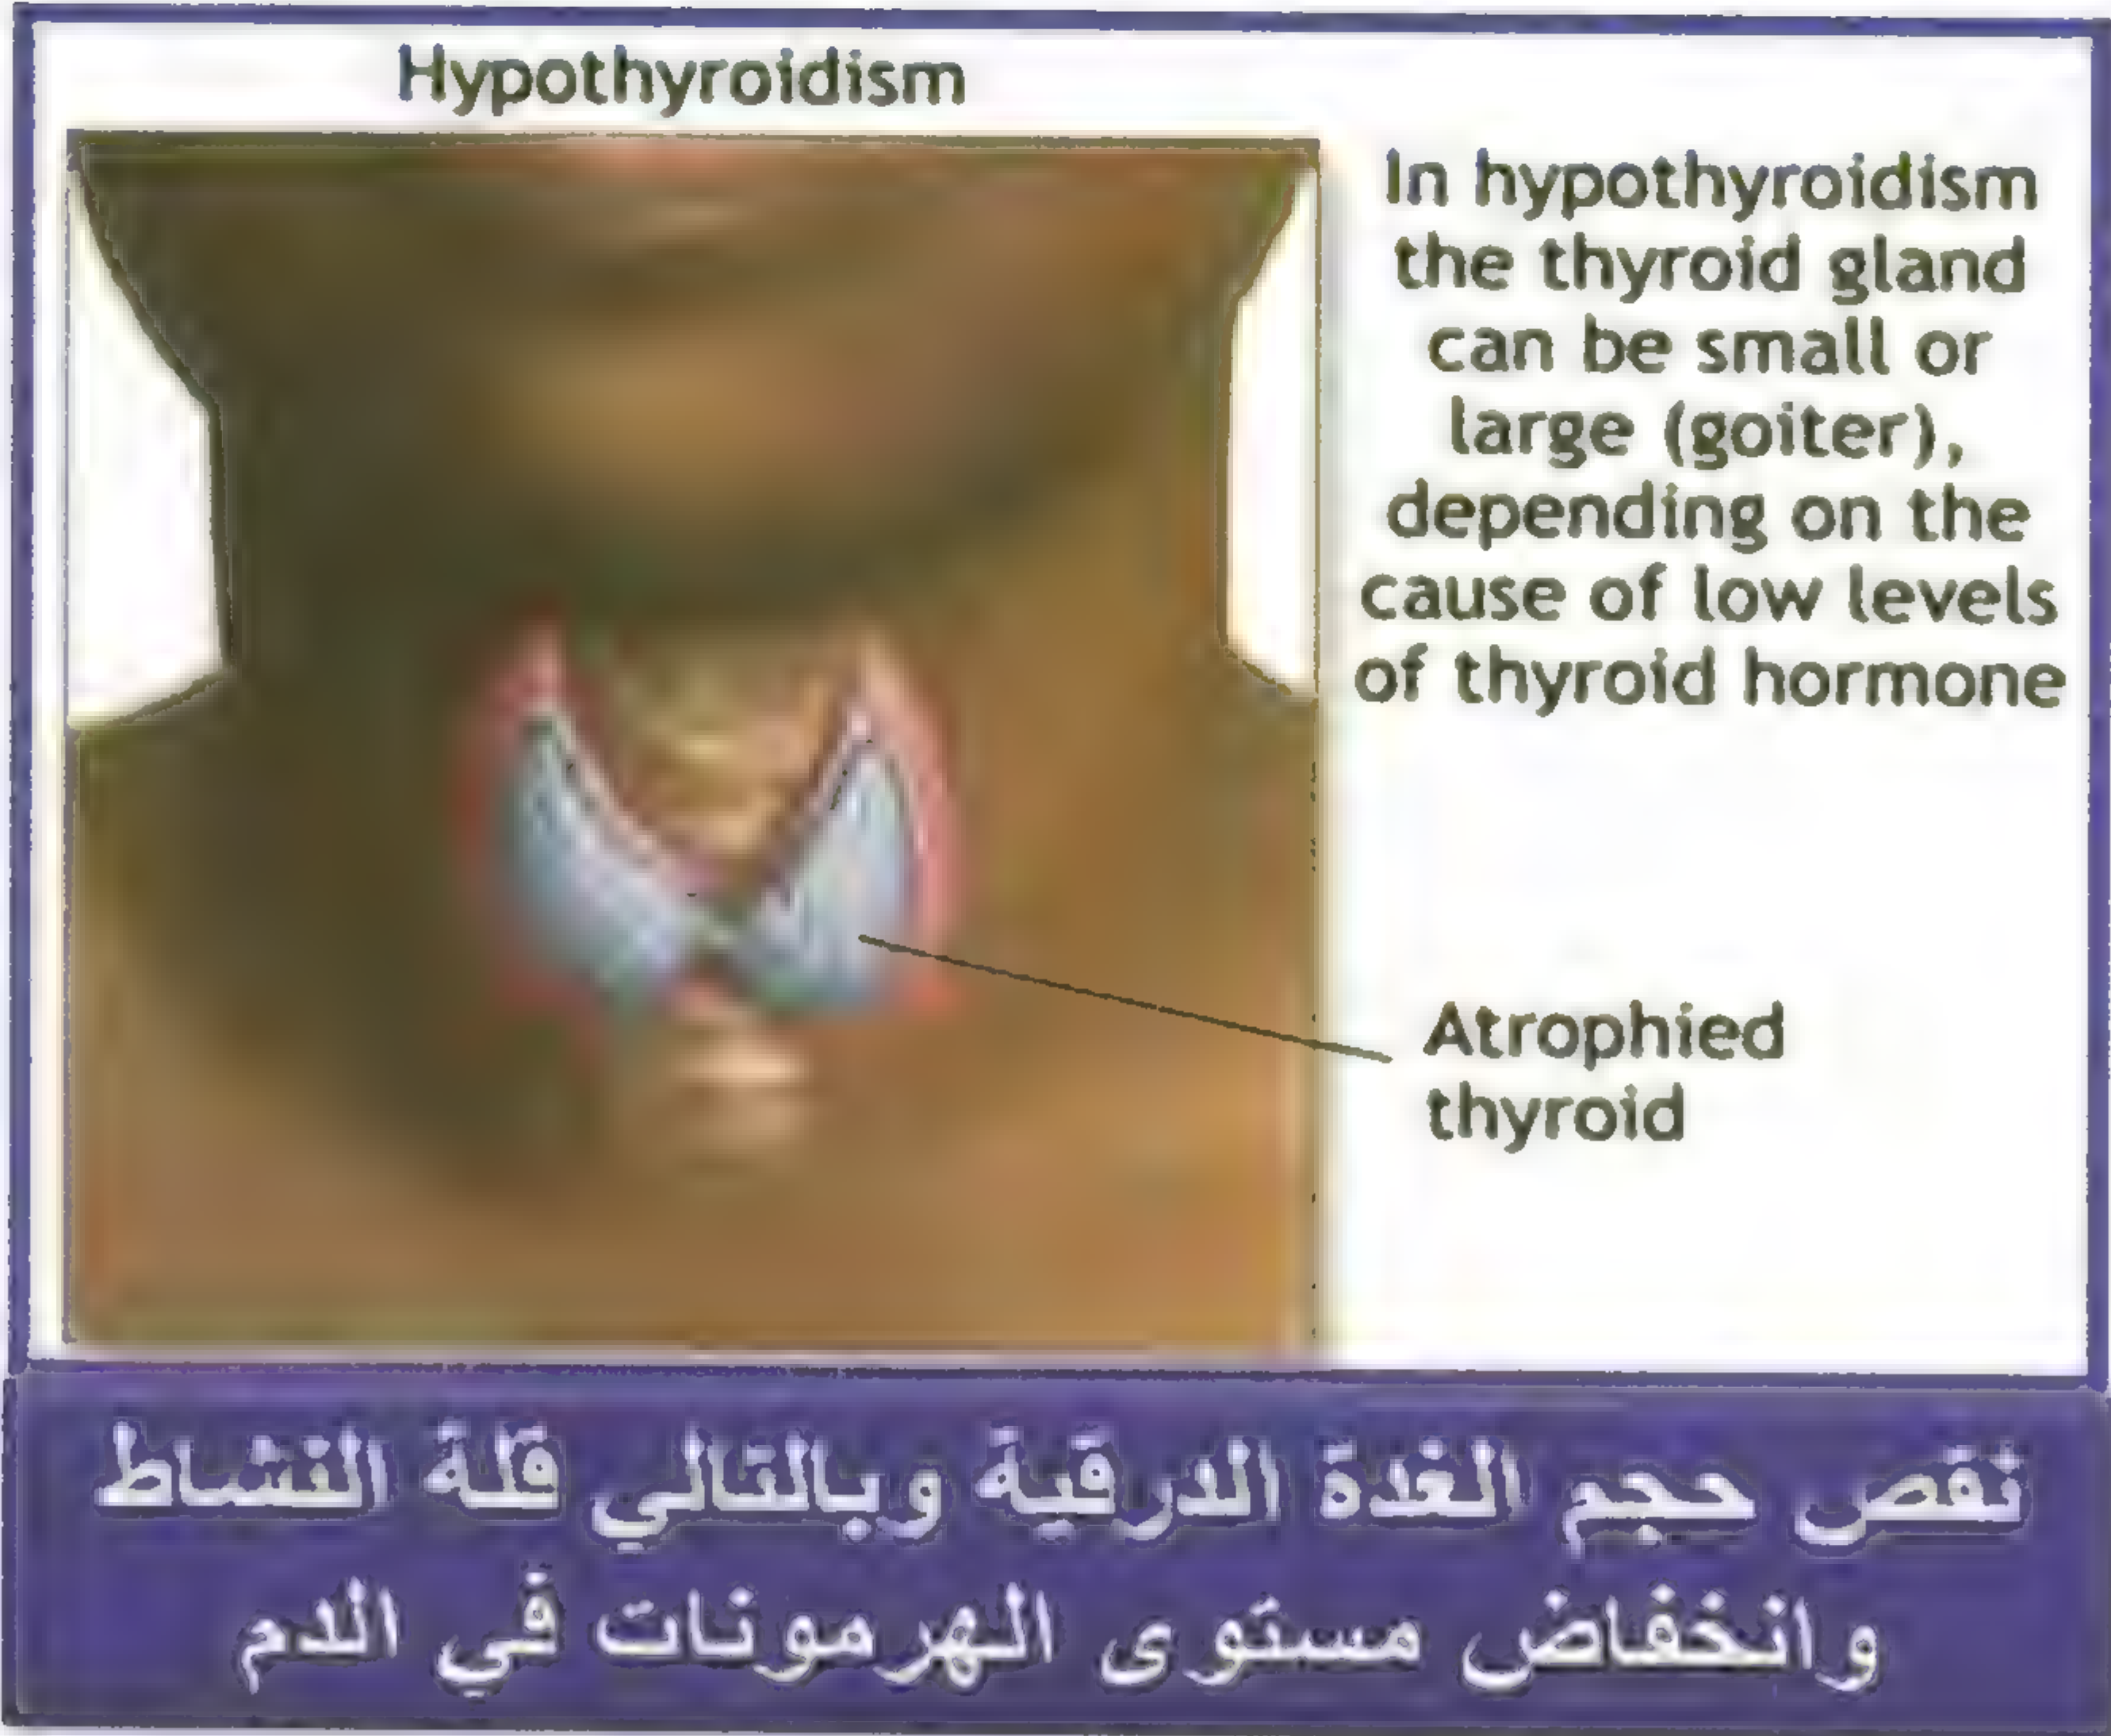 Hypothyroidism
In hypothyroidism
the thyroid gland
can be small or
large (goiter),
depending on the
cause of low levels
of thyroid hormone
Atrophied
thyroid
نقص حجم الغدة الدرقية وبالتالي قلة النشاط
وانخفاض مستوى الهرمونات في الدم